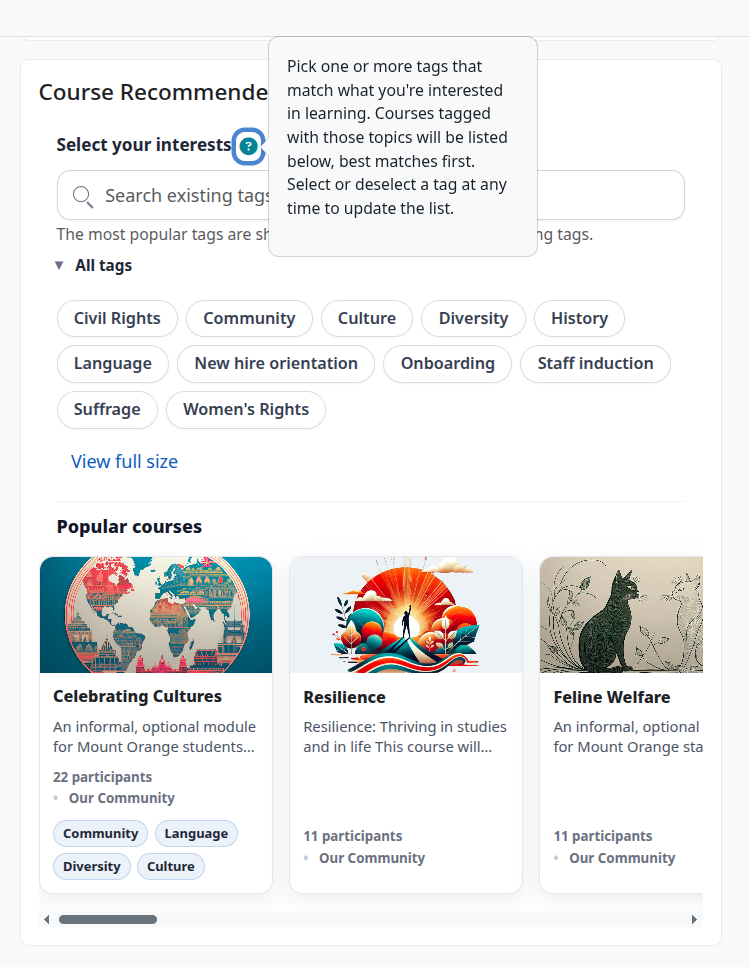 Course Recommende
Pick one or more tags that
match what you're interested
in learning. Courses tagged
with those topics will be listed
below, best matches first.
Select or deselect a tag at any
time to update the list.
Select your interests ?
Search existing tags
The most popular tags are sh
ng tags.
▼ All tags
Civil Rights Community Culture Diversity History
Language New hire orientation Onboarding Staff induction
Suffrage Women's Rights
View full size
Popular courses
Celebrating Cultures
An informal, optional module
for Mount Orange students...
22 participants
• Our Community
Community Language
Diversity Culture
Resilience
Resilience: Thriving in studies
and in life This course will...
11 participants
• Our Community
Feline Welfare
An informal, optional
for Mount Orange sta
11 participants
• Our Community